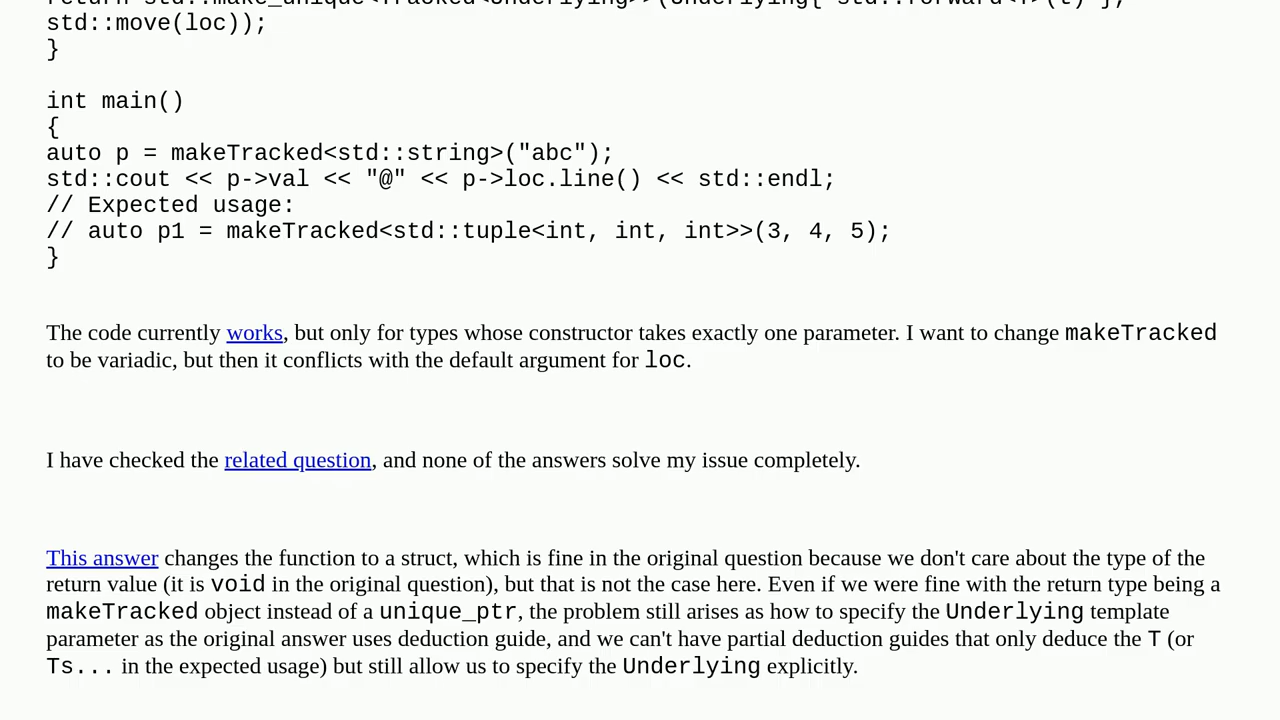 return std::make_unique<Tracked<Underlying>>(Underlying{ std::forward<T>(t) },
std::move(loc));
}
int main()
{
auto p = makeTracked<std::string>("abc");
std::cout << p->val << "@" << p->loc.line() << std::endl;
// Expected usage:
// auto p1 = makeTracked<std::tuple<int, int, int>>(3, 4, 5);
}
The code currently works, but only for types whose constructor takes exactly one parameter. I want to change makeTracked
to be variadic, but then it conflicts with the default argument for loc.
I have checked the related question, and none of the answers solve my issue completely.
This answer changes the function to a struct, which is fine in the original question because we don't care about the type of the
return value (it is void in the original question), but that is not the case here. Even if we were fine with the return type being a
makeTracked object instead of a unique_ptr, the problem still arises as how to specify the Underlying template
parameter as the original answer uses deduction guide, and we can't have partial deduction guides that only deduce the T (or
Ts... in the expected usage) but still allow us to specify the Underlying explicitly.